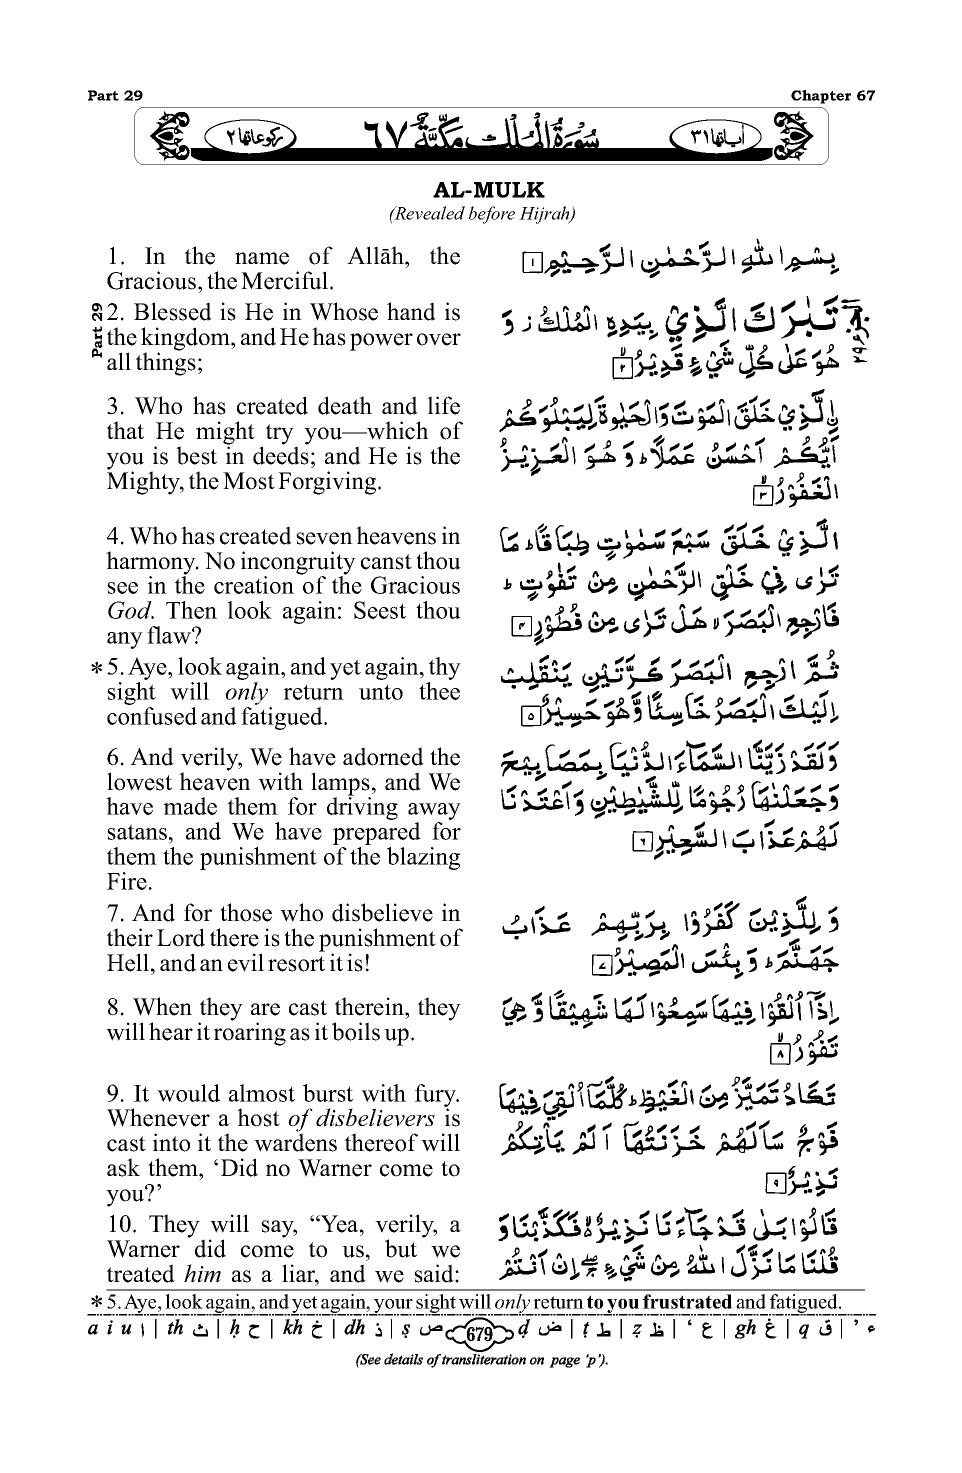 Part 29
Chapter 67
رکوعاتها ۲
سُوْرَةُ الْمُلْكِ مَكِّيَّةٌ ٦٧
اٰیاتها ۳۱
AL-MULK
(Revealed before Hijrah)
1. In the name of Allāh, the
Gracious, the Merciful.
بِسْمِ اللّٰهِ الرَّحْمٰنِ الرَّحِيْمِ ۱
Part 29
2. Blessed is He in Whose hand is
the kingdom, and He has power over
all things;
تَبٰرَكَ الَّذِيْ بِيَدِهِ الْمُلْكُ ز وَ
هُوَ عَلٰى كُلِّ شَيْءٍ قَدِيْرُ ۲
3. Who has created death and life
that He might try you—which of
you is best in deeds; and He is the
Mighty, the Most Forgiving.
اِلَّذِيْ خَلَقَ الْمَوْتَ وَالْحَيٰوةَ لِيَبْلُوَكُمْ
اَيُّكُمْ اَحْسَنُ عَمَلًا ط وَ هُوَ الْعَزِيْزُ
الْغَفُوْرُ ۳
4. Who has created seven heavens in
harmony. No incongruity canst thou
see in the creation of the Gracious
God. Then look again: Seest thou
any flaw?
الَّذِيْ خَلَقَ سَبْعَ سَمٰوٰتٍ طِبَاقًا ط مَا
تَرٰى فِيْ خَلْقِ الرَّحْمٰنِ مِنْ تَفٰوُتٍ ط
فَارْجِعِ الْبَصَرَ لا هَلْ تَرٰى مِنْ فُطُوْرٍ ۴
* 5. Aye, look again, and yet again, thy
sight will only return unto thee
confused and fatigued.
ثُمَّ ارْجِعِ الْبَصَرَ كَرَّتَيْنِ يَنْقَلِبْ
اِلَيْكَ الْبَصَرُ خَاسِئًا وَّهُوَ حَسِيْرٌ ۵
6. And verily, We have adorned the
lowest heaven with lamps, and We
have made them for driving away
satans, and We have prepared for
them the punishment of the blazing
Fire.
وَلَقَدْ زَيَّنَّا السَّمَآءَ الدُّنْيَا بِمَصَابِيْحَ
وَجَعَلْنٰهَا رُجُوْمًا لِّلشَّيٰطِيْنِ وَاَعْتَدْنَا
لَهُمْ عَذَابَ السَّعِيْرِ ۶
7. And for those who disbelieve in
their Lord there is the punishment of
Hell, and an evil resort it is!
وَ لِلَّذِيْنَ كَفَرُوْا بِرَبِّهِمْ عَذَابُ
جَهَنَّمَ ط وَ بِئْسَ الْمَصِيْرُ ۷
8. When they are cast therein, they
will hear it roaring as it boils up.
اِذَآ اُلْقُوْا فِيْهَا سَمِعُوْا لَهَا شَهِيْقًا وَّ هِيَ
تَفُوْرُ ۸
9. It would almost burst with fury.
Whenever a host of disbelievers is
cast into it the wardens thereof will
ask them, ‘Did no Warner come to
you?’
تَكَادُ تَمَيَّزُ مِنَ الْغَيْظِ ط كُلَّمَآ اُلْقِيَ فِيْهَا
فَوْجٌ سَاَلَهُمْ خَزَنَتُهَآ اَلَمْ يَاْتِكُمْ
نَذِيْرٌ ۹
10. They will say, “Yea, verily, a
Warner did come to us, but we
treated him as a liar, and we said:
قَالُوْا بَلٰى قَدْ جَآءَنَا نَذِيْرٌ ۙ فَكَذَّبْنَا وَ
قُلْنَا مَا نَزَّلَ اللّٰهُ مِنْ شَيْءٍ ۖ اِنْ اَنْتُمْ
* 5. Aye, look again, and yet again, your sight will only return to you frustrated and fatigued.
a i u ا | th ث | ḥ ح | kh خ | dh ذ | ṣ ص 679 ḍ ض | ṭ ط | ẓ ظ | ‘ ع | gh غ | q ق | ’ ء
(See details of transliteration on page ‘p’).